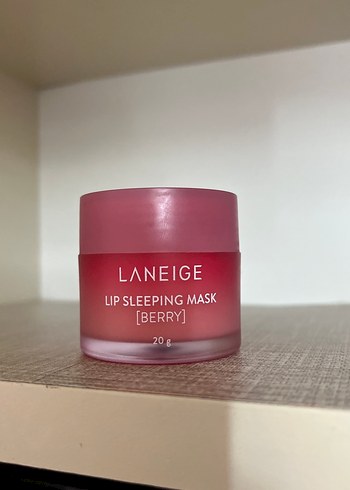 LANEIGE
LIP SLEEPING MASK
[BERRY]
20 g